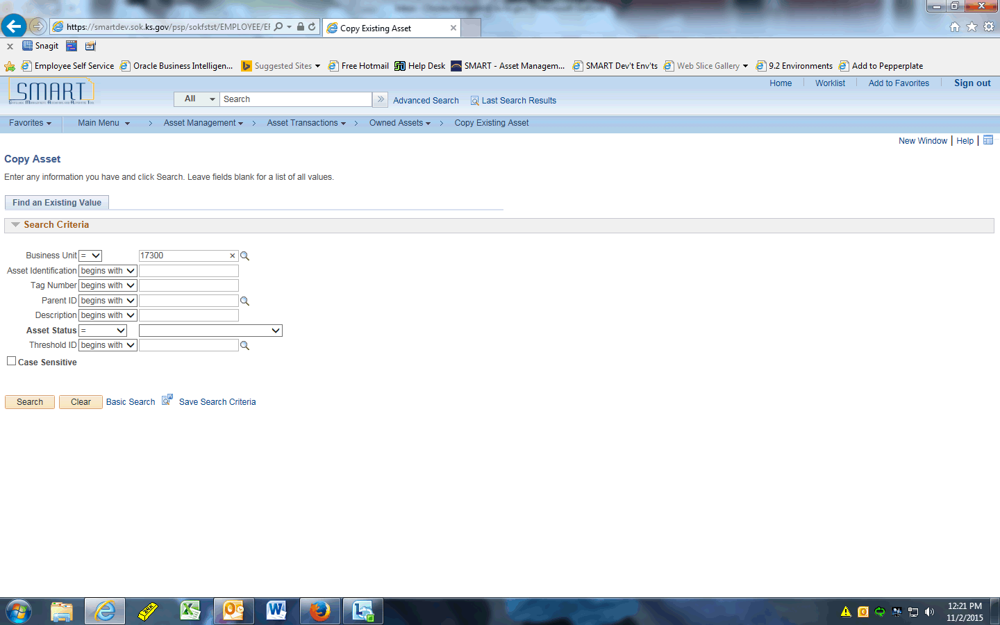 https://smartdev.sok.ks.gov/psp/sokfstst/EMPLOYEE/EF
Copy Existing Asset
Snagit
Employee Self Service
Oracle Business Intelligen...
Suggested Sites
Free Hotmail
Help Desk
SMART - Asset Managem...
SMART Dev't Env'ts
Web Slice Gallery
9.2 Environments
Add to Pepperplate
SMART
Home
Worklist
Add to Favorites
Sign out
All
Search
Advanced Search
Last Search Results
Favorites
Main Menu
Asset Management
Asset Transactions
Owned Assets
Copy Existing Asset
New Window | Help |
Copy Asset
Enter any information you have and click Search. Leave fields blank for a list of all values.
Find an Existing Value
Search Criteria
Business Unit = 17300
Asset Identification begins with
Tag Number begins with
Parent ID begins with
Description begins with
Asset Status =
Threshold ID begins with
Case Sensitive
Search Clear Basic Search Save Search Criteria
12:21 PM
11/2/2015